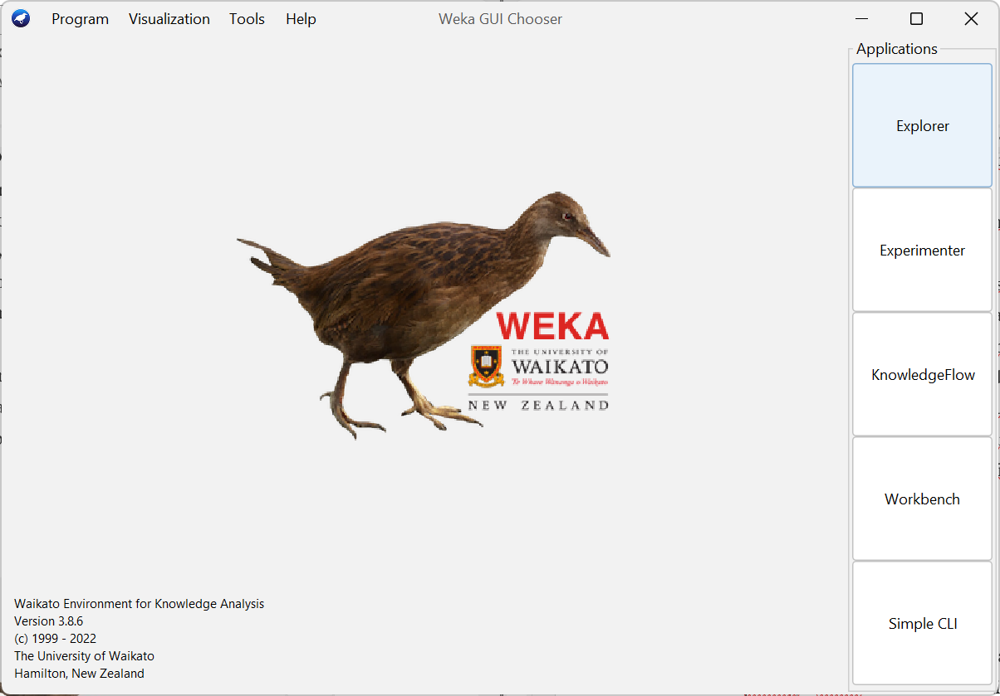 Program Visualization Tools Help Weka GUI Chooser
Applications
Explorer
Experimenter
KnowledgeFlow
Workbench
Simple CLI
WEKA
THE UNIVERSITY OF
WAIKATO
Te Whare Wānanga o Waikato
NEW ZEALAND
Waikato Environment for Knowledge Analysis
Version 3.8.6
(c) 1999 - 2022
The University of Waikato
Hamilton, New Zealand